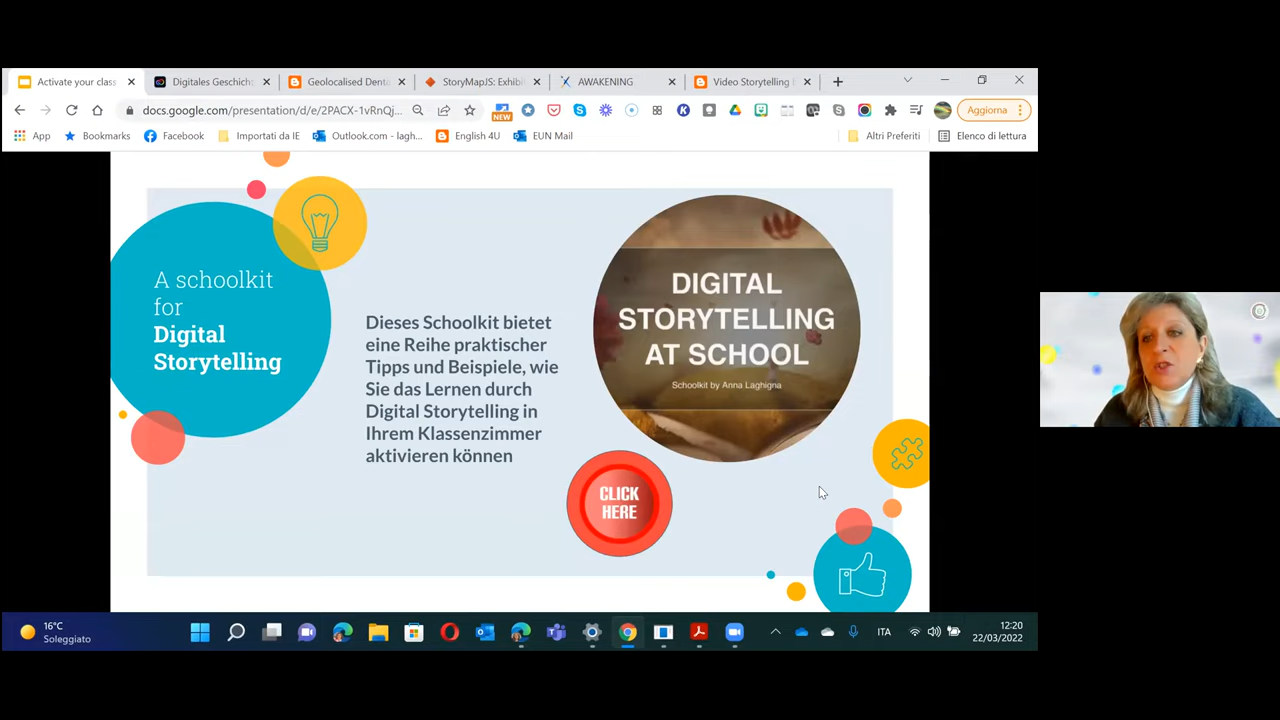 Activate your class
Digitales Geschicht
Geolocalised Denta
StoryMapJS: Exhibi
AWAKENING
Video Storytelling
docs.google.com/presentation/d/e/2PACX-1vRnQj...
NEW
Aggiorna
App
Bookmarks
Facebook
Importati da IE
Outlook.com - lagh...
English 4U
EUN Mail
Altri Preferiti
Elenco di lettura
A schoolkit
for
Digital
Storytelling
Dieses Schoolkit bietet
eine Reihe praktischer
Tipps und Beispiele, wie
Sie das Lernen durch
Digital Storytelling in
Ihrem Klassenzimmer
aktivieren können
DIGITAL
STORYTELLING
AT SCHOOL
Schoolkit by Anna Laghigna
CLICK
HERE
16°C
Soleggiato
ITA
12:20
22/03/2022